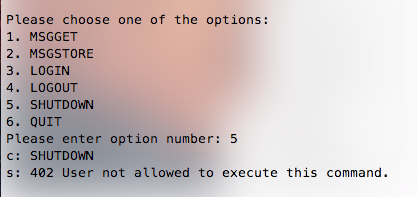 Please choose one of the options:
1. MSGGET
2. MSGSTORE
3. LOGIN
4. LOGOUT
5. SHUTDOWN
6. QUIT
Please enter option number: 5
c: SHUTDOWN
s: 402 User not allowed to execute this command.